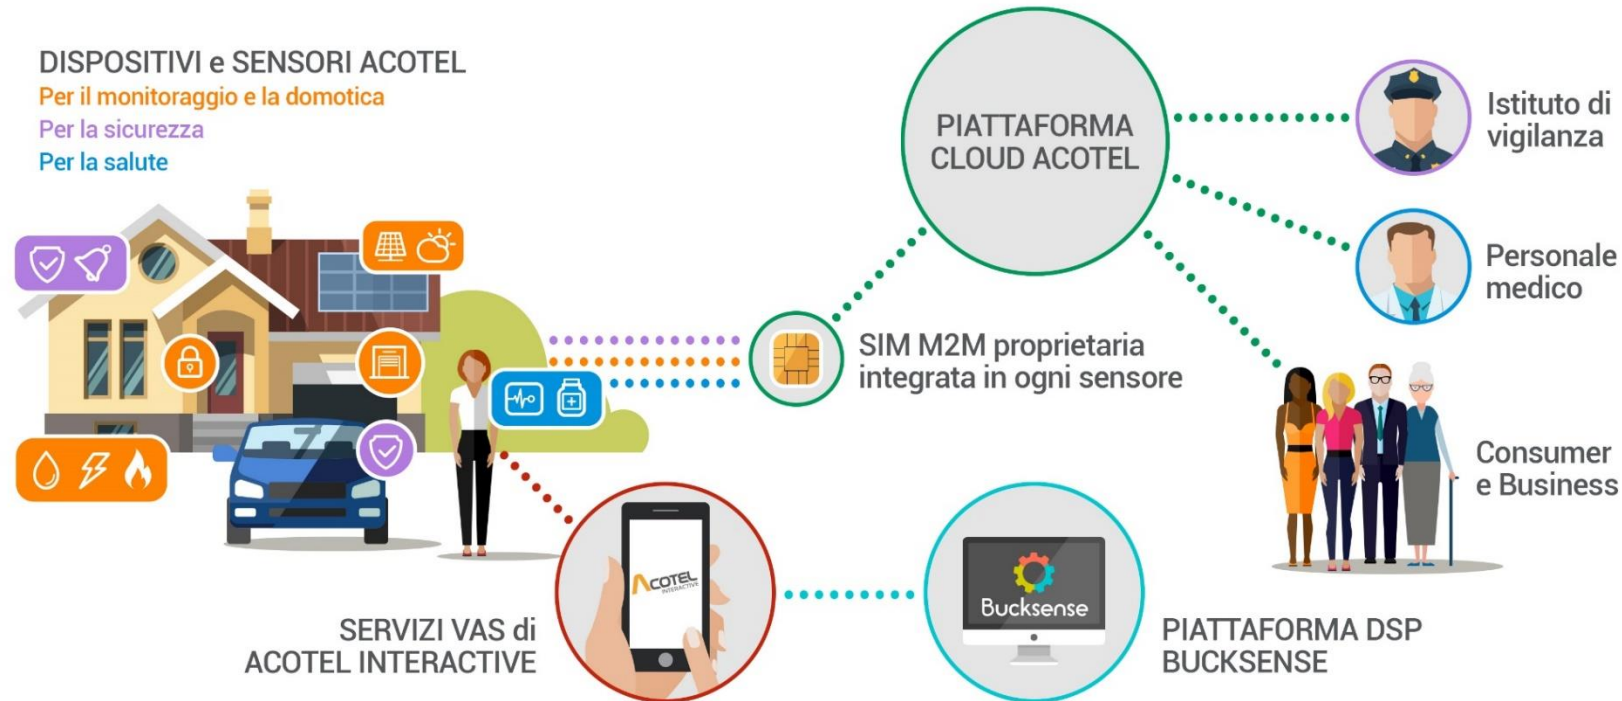 DISPOSITIVI e SENSORI ACOTEL
Per il monitoraggio e la domotica
Per la sicurezza
Per la salute
PIATTAFORMA
CLOUD ACOTEL
Istituto di
vigilanza
Personale
medico
SIM M2M proprietaria
integrata in ogni sensore
Consumer
e Business
ACOTEL
INTERACTIVE
Bucksense
SERVIZI VAS di
ACOTEL INTERACTIVE
PIATTAFORMA DSP
BUCKSENSE